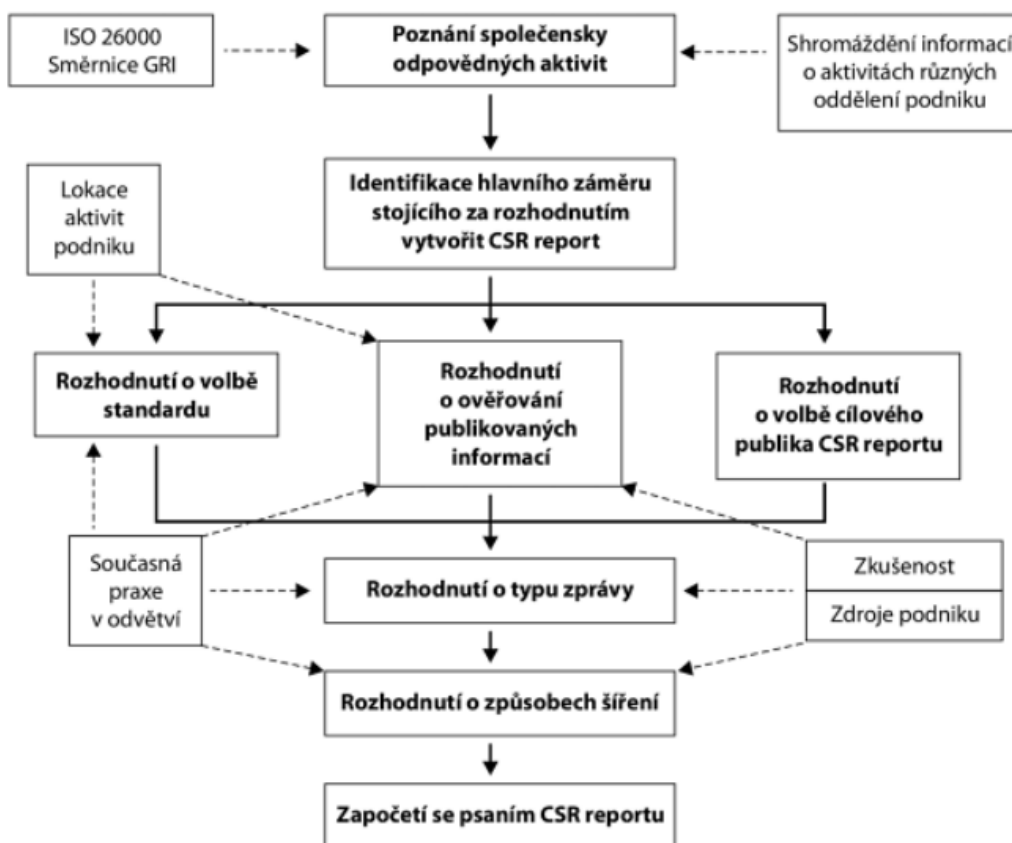 ISO 26000
Směrnice GRI
Poznání společensky
odpovědných aktivit
Shromáždění informací
o aktivitách různých
oddělení podniku
Lokace
aktivit
podniku
Identifikace hlavního záměru
stojícího za rozhodnutím
vytvořit CSR report
Rozhodnutí o volbě
standardu
Rozhodnutí
o ověřování
publikovaných
informací
Rozhodnutí
o volbě cílového
publika CSR reportu
Současná
praxe
v odvětví
Rozhodnutí o typu zprávy
Zkušenost
Zdroje podniku
Rozhodnutí o způsobech šíření
Započetí se psaním CSR reportu